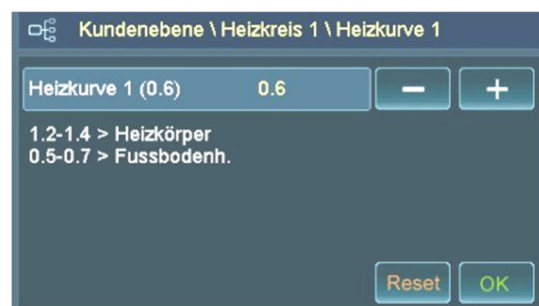 Kundenebene \ Heizkreis 1 \ Heizkurve 1
Heizkurve 1 (0.6) 0.6 − +
1.2-1.4 > Heizkörper
0.5-0.7 > Fussbodenh.
Reset OK